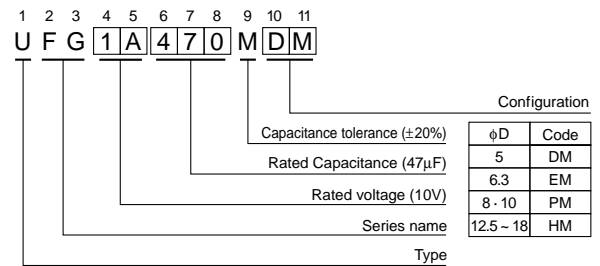 1 2 3 4 5 6 7 8 9 10 11
U F G 1 A 4 7 0 M D M
Configuration
Capacitance tolerance (±20%)
Rated Capacitance (47µF)
Rated voltage (10V)
Series name
Type
ϕD Code
5 DM
6.3 EM
8 · 10 PM
12.5 ~ 18 HM